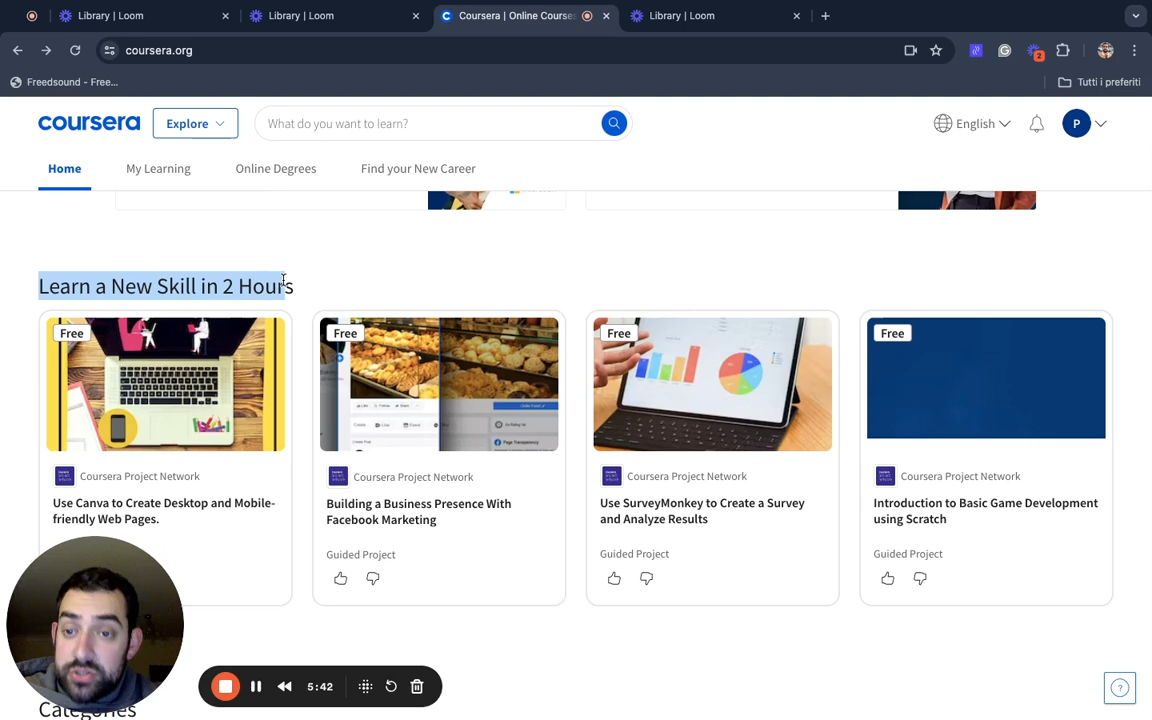 Library | Loom
Library | Loom
Coursera | Online Courses
Library | Loom
coursera.org
2
Freedsound - Free...
Tutti i preferiti
coursera
Explore
What do you want to learn?
English
P
Home
My Learning
Online Degrees
Find your New Career
Learn a New Skill in 2 Hours
Free
Free
Free
Free
Coursera Project Network
Coursera Project Network
Coursera Project Network
Coursera Project Network
Use Canva to Create Desktop and Mobile-
friendly Web Pages.
Building a Business Presence With
Facebook Marketing
Use SurveyMonkey to Create a Survey
and Analyze Results
Introduction to Basic Game Development
using Scratch
Guided Project
Guided Project
Guided Project
5:42
Categories
?